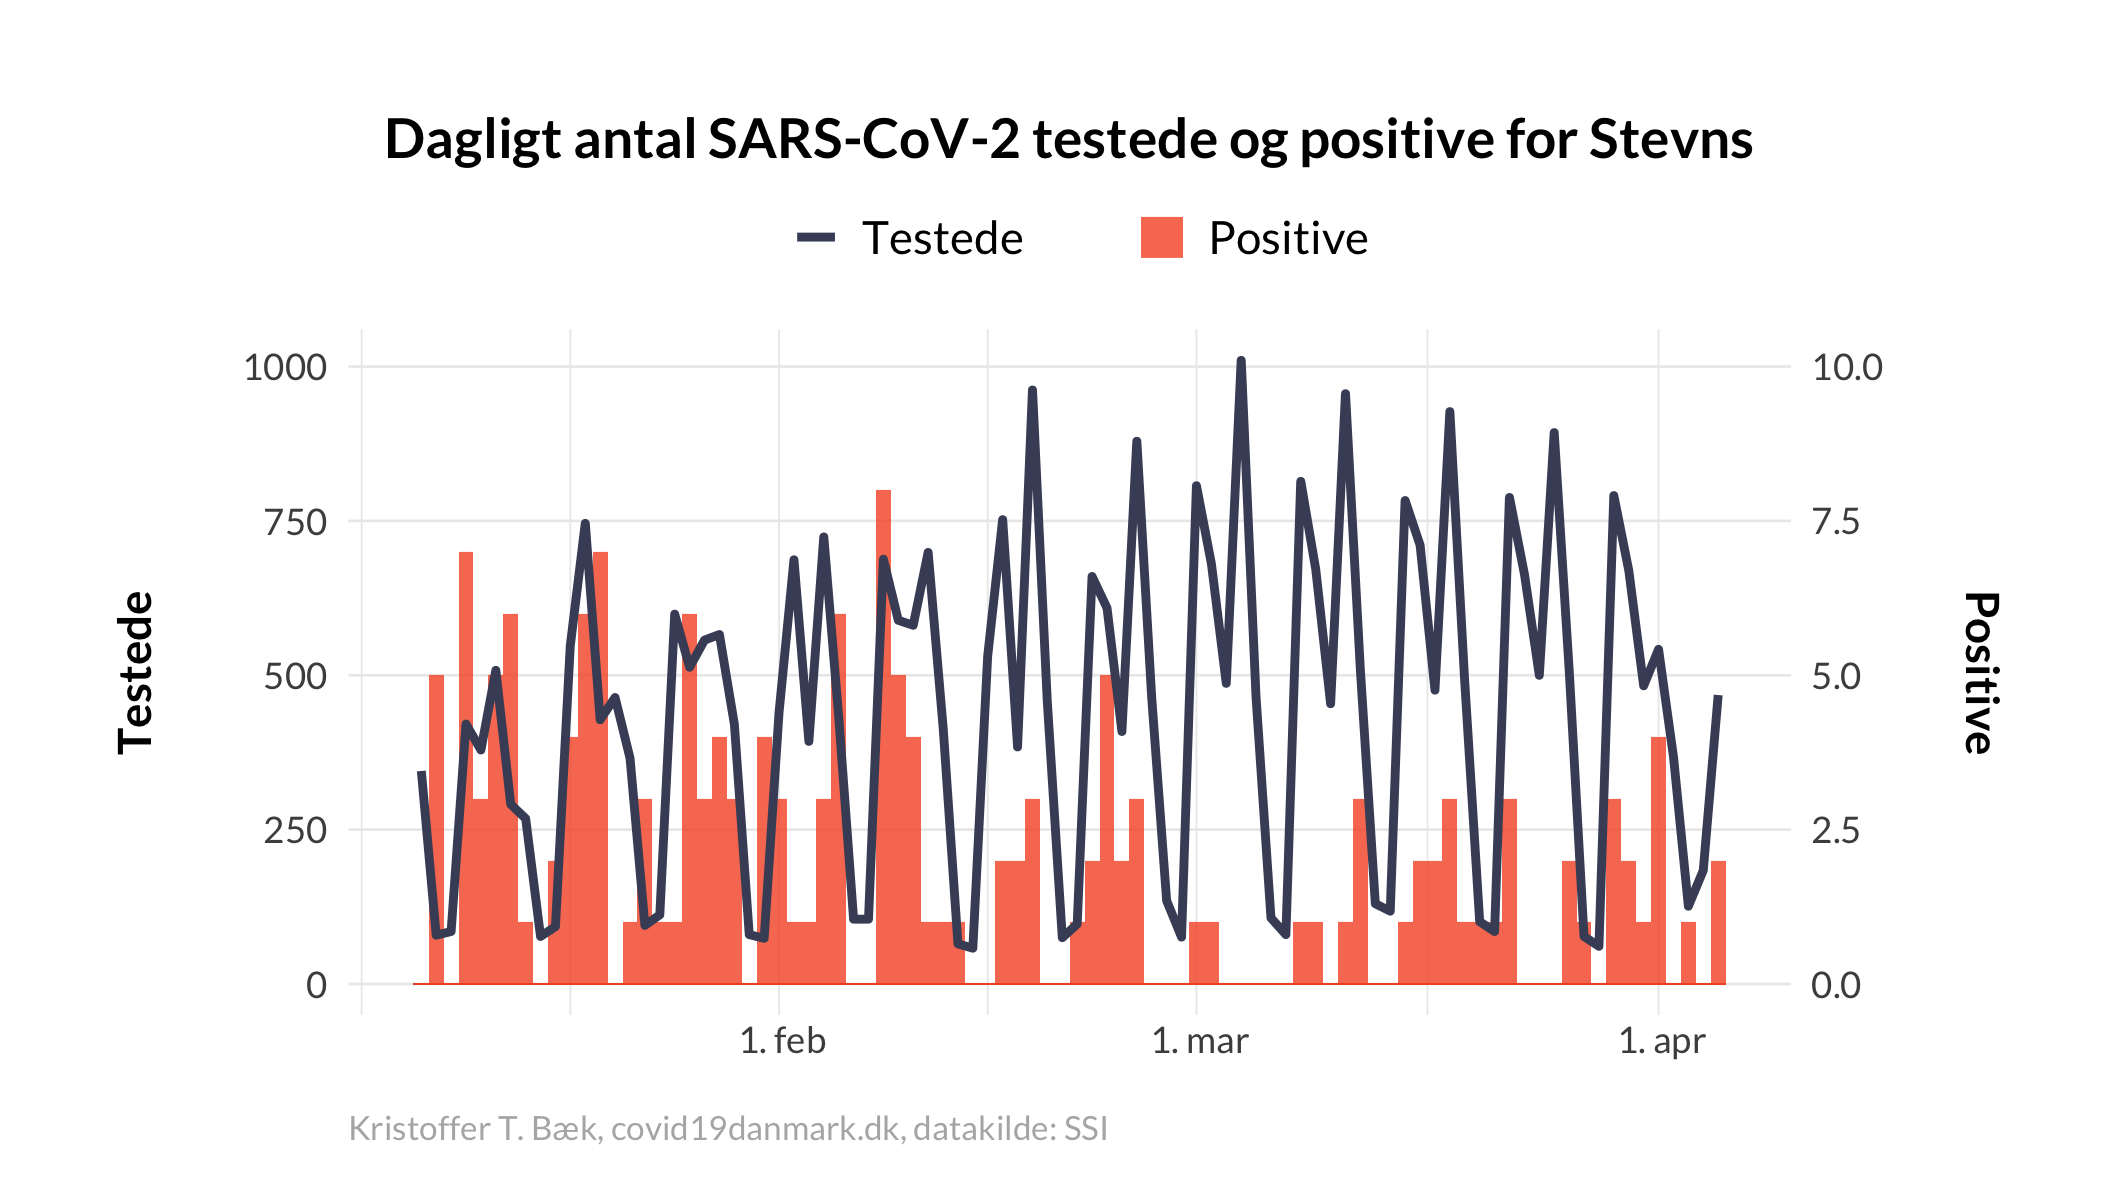 Dagligt antal SARS-CoV-2 testede og positive for Stevns
Testede Positive
1000 10.0
750 7.5
500 5.0
250 2.5
0 0.0
Testede
Positive
1. feb 1. mar 1. apr
Kristoffer T. Bæk, covid19danmark.dk, datakilde: SSI